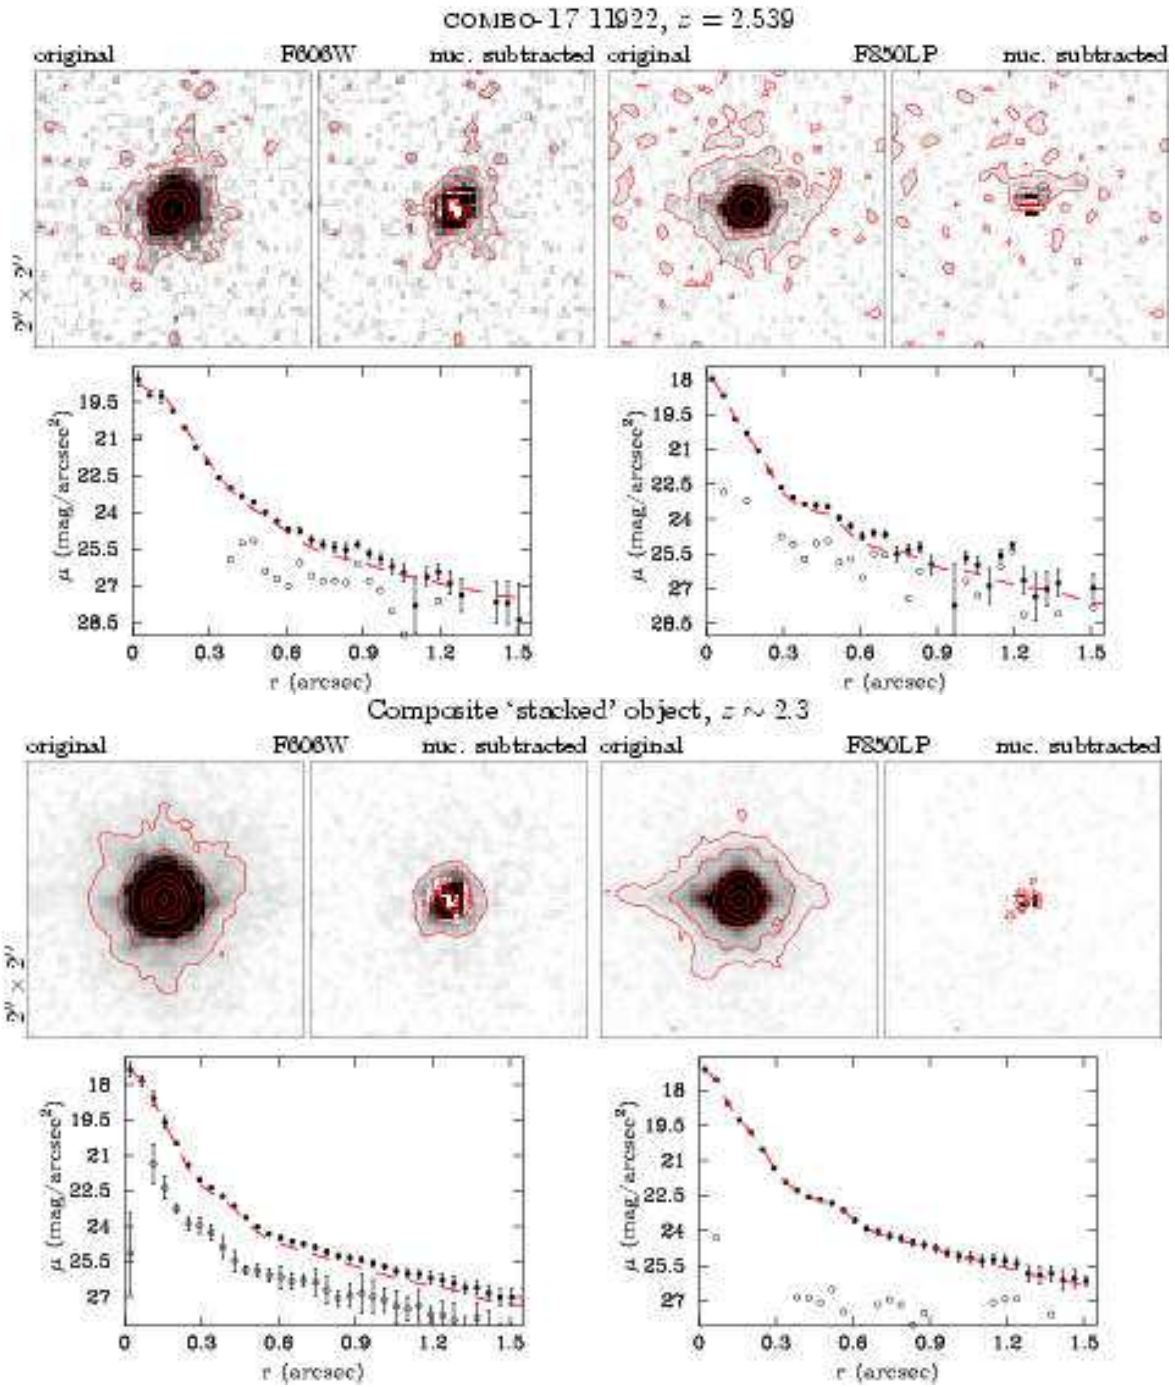 COMBO-17 11922, z = 2.539
original F606W nuc. subtracted original F850LP nuc. subtracted
2'' × 2''
μ (mag/arcsec²)
19.5
21
22.5
24
25.5
27
28.5
0 0.3 0.6 0.9 1.2 1.5
r (arcsec)
μ (mag/arcsec²)
18
19.5
21
22.5
24
25.5
27
28.5
0 0.3 0.6 0.9 1.2 1.5
r (arcsec)
Composite ‘stacked’ object, z ∼ 2.3
original F606W nuc. subtracted original F850LP nuc. subtracted
2'' × 2''
μ (mag/arcsec²)
18
19.5
21
22.5
24
25.5
27
0 0.3 0.6 0.9 1.2 1.5
r (arcsec)
μ (mag/arcsec²)
18
19.5
21
22.5
24
25.5
27
0 0.3 0.6 0.9 1.2 1.5
r (arcsec)